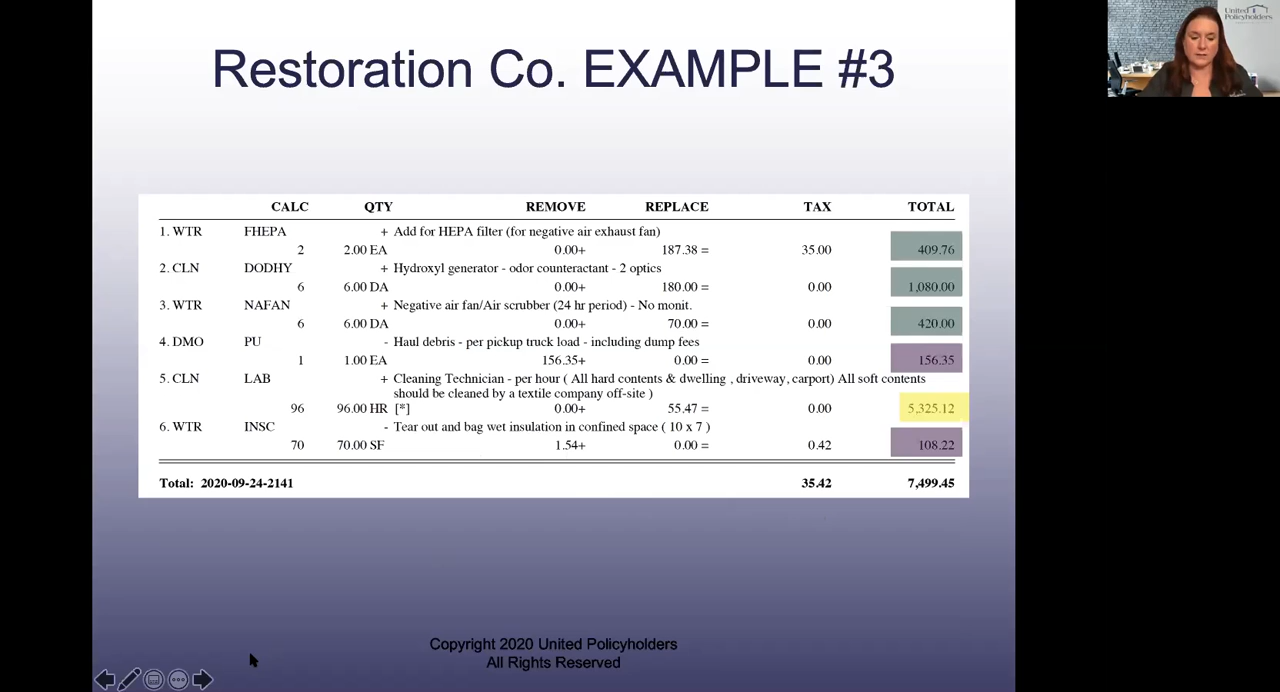 United
Policyholders
Restoration Co. EXAMPLE #3
CALC QTY REMOVE REPLACE TAX TOTAL
1. WTR FHEPA + Add for HEPA filter (for negative air exhaust fan)
2 2.00 EA 0.00+ 187.38 = 35.00 409.76
2. CLN DODHY + Hydroxyl generator - odor counteractant - 2 optics
6 6.00 DA 0.00+ 180.00 = 0.00 1,080.00
3. WTR NAFAN + Negative air fan/Air scrubber (24 hr period) - No monit.
6 6.00 DA 0.00+ 70.00 = 0.00 420.00
4. DMO PU - Haul debris - per pickup truck load - including dump fees
1 1.00 EA 156.35+ 0.00 = 0.00 156.35
5. CLN LAB + Cleaning Technician - per hour ( All hard contents & dwelling , driveway, carport) All soft contents
should be cleaned by a textile company off-site )
96 96.00 HR [*] 0.00+ 55.47 = 0.00 5,325.12
6. WTR INSC - Tear out and bag wet insulation in confined space ( 10 x 7 )
70 70.00 SF 1.54+ 0.00 = 0.42 108.22
Total: 2020-09-24-2141 35.42 7,499.45
Copyright 2020 United Policyholders
All Rights Reserved